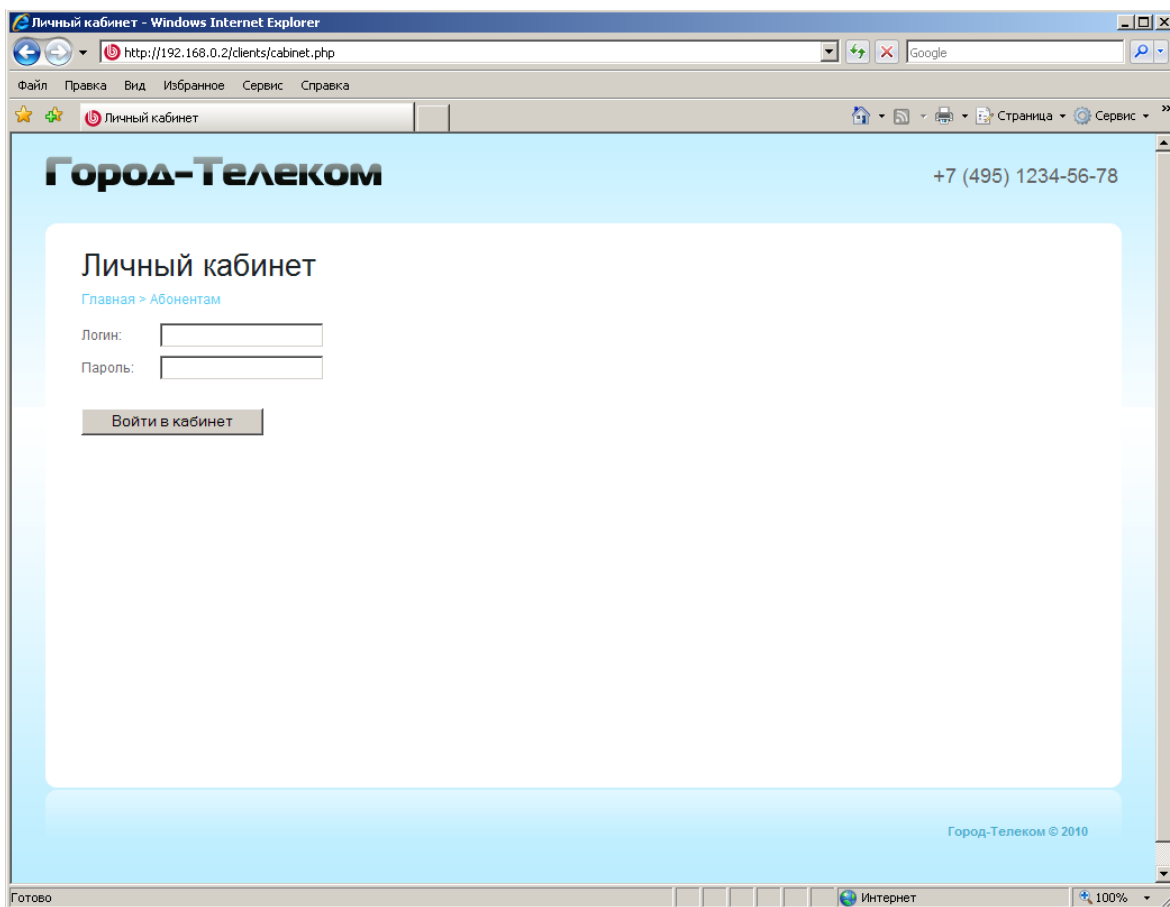 Личный кабинет - Windows Internet Explorer
http://192.168.0.2/clients/cabinet.php
Google
Файл Правка Вид Избранное Сервис Справка
Личный кабинет
Страница Сервис »
Город-Телеком
+7 (495) 1234-56-78
Личный кабинет
Главная > Абонентам
Логин:
Пароль:
Войти в кабинет
Город-Телеком © 2010
Готово
Интернет
100%